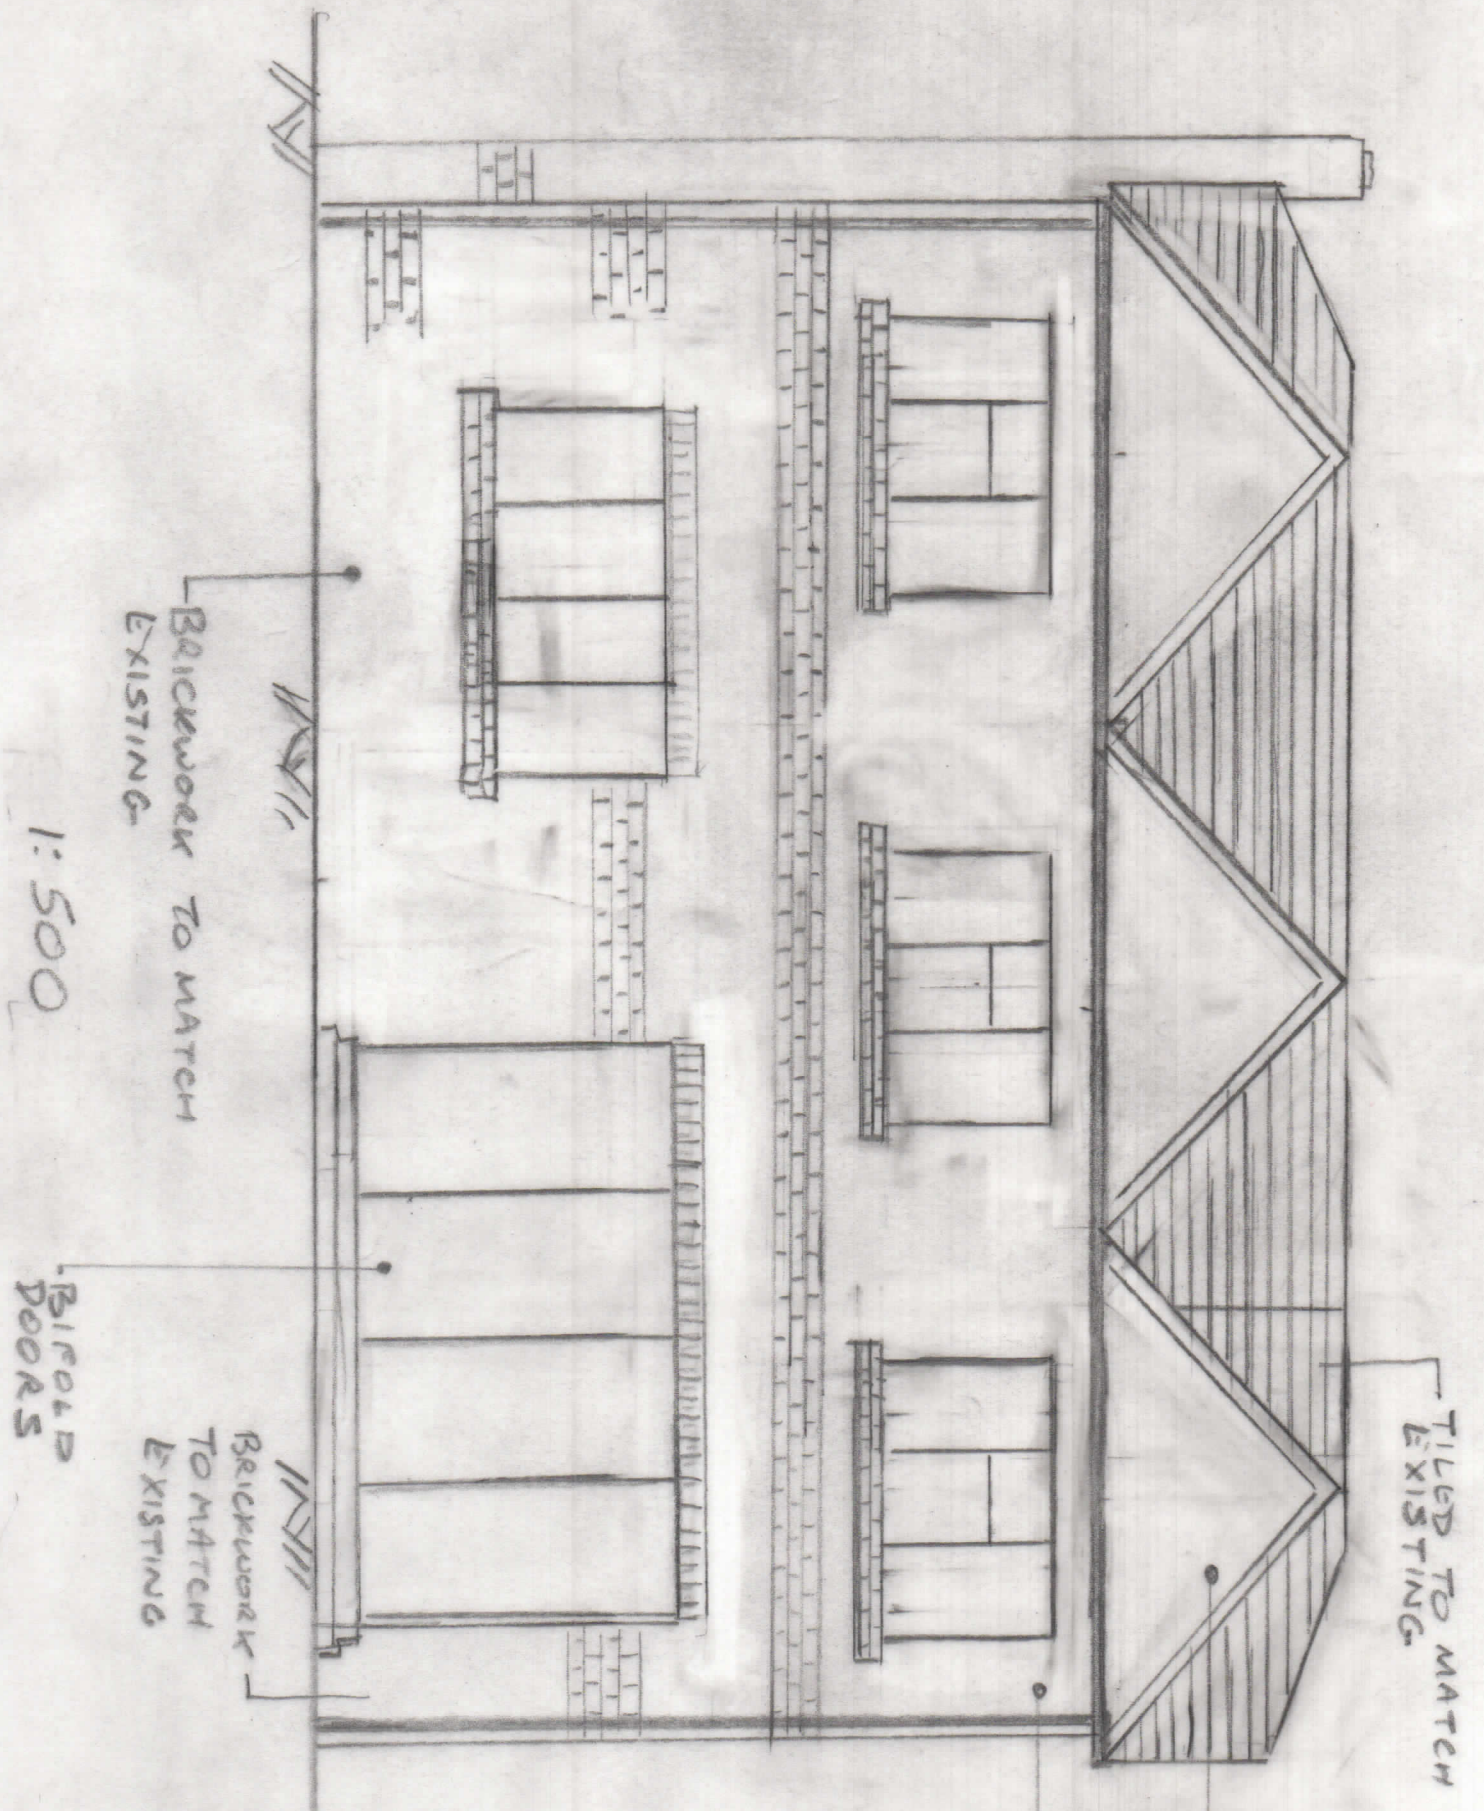 TILED TO MATCH
EXISTING
BRICKWORK TO MATCH
EXISTING
BRICKWORK
TO MATCH
EXISTING
BIFOLD
DOORS
1:500